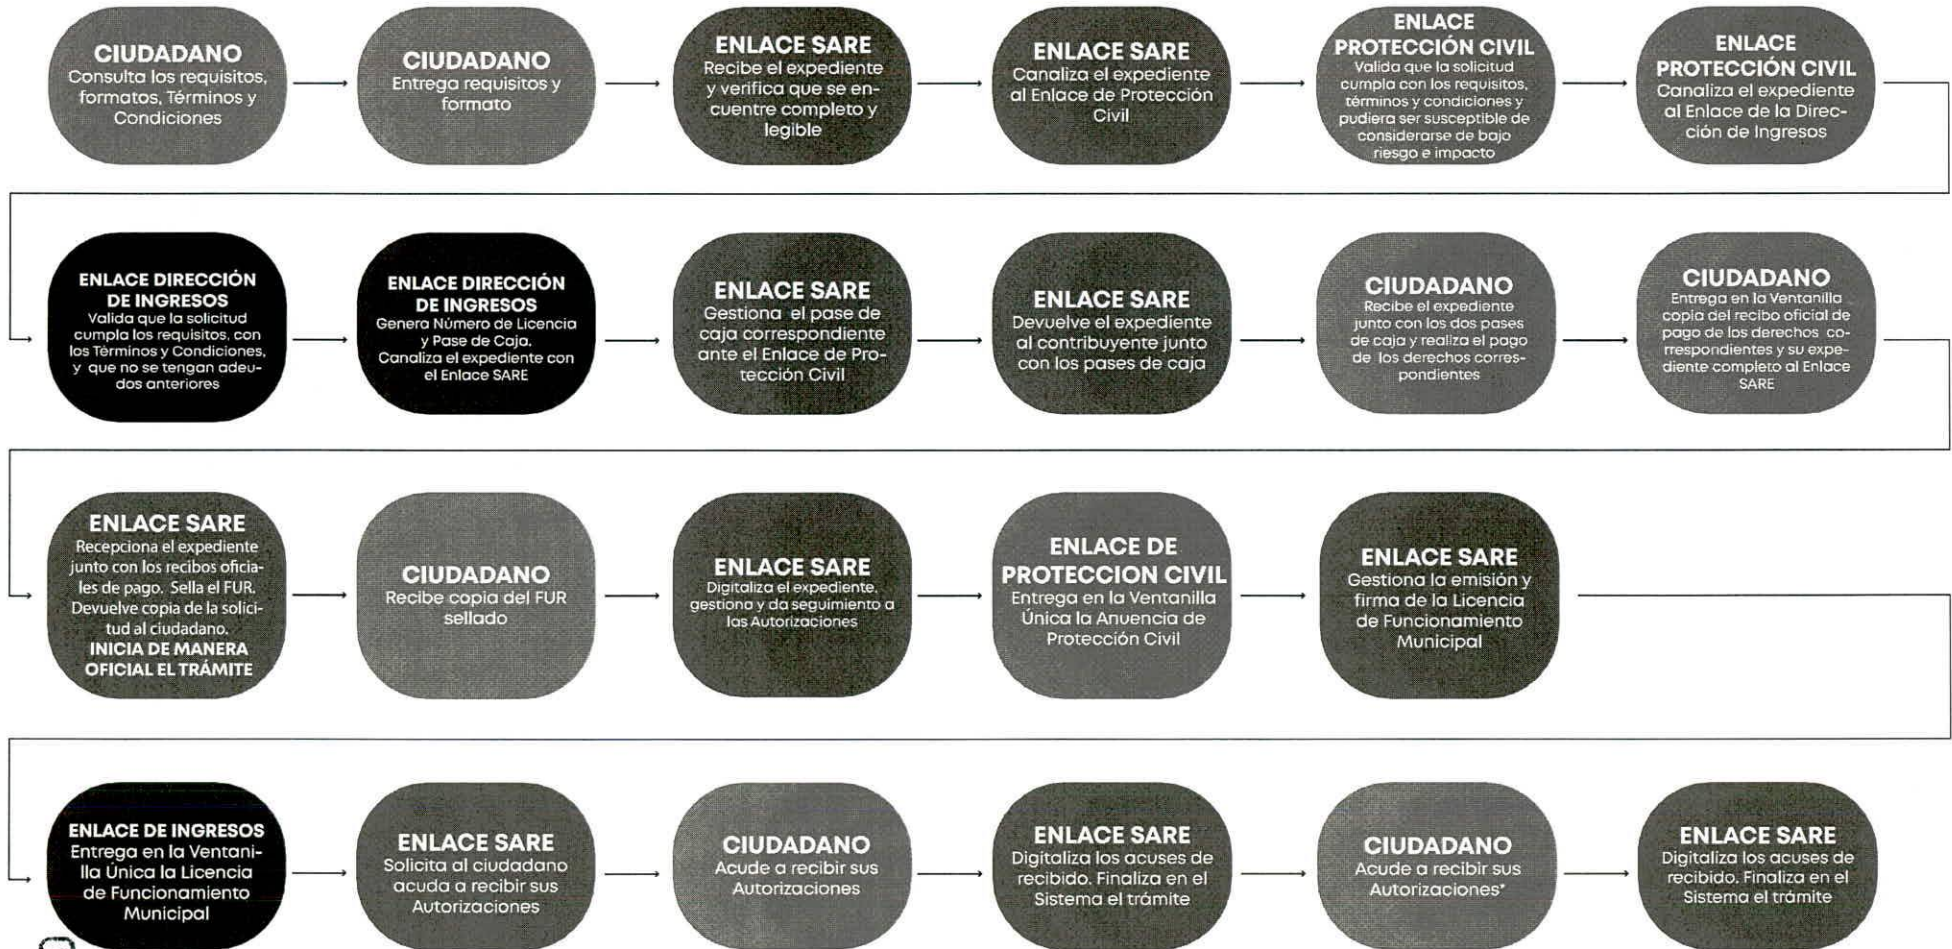 CIUDADANO
Consulta los requisitos,
formatos, Términos y
Condiciones
CIUDADANO
Entrega requisitos y
formato
ENLACE SARE
Recibe el expediente
y verifica que se en-
cuentre completo y
legible
ENLACE SARE
Canaliza el expediente
al Enlace de Protección
Civil
ENLACE
PROTECCIÓN CIVIL
Valida que la solicitud
cumpla con los requisitos,
términos y condiciones y
pudiera ser susceptible de
considerarse de bajo
riesgo e impacto
ENLACE
PROTECCIÓN CIVIL
Canaliza el expediente
al Enlace de la Direc-
ción de Ingresos
ENLACE DIRECCIÓN
DE INGRESOS
Valida que la solicitud
cumpla los requisitos, con
los Términos y Condiciones,
y que no se tengan adeu-
dos anteriores
ENLACE DIRECCIÓN
DE INGRESOS
Genera Número de Licencia
y Pase de Caja.
Canaliza el expediente con
el Enlace SARE
ENLACE SARE
Gestiona el pase de
caja correspondiente
ante el Enlace de Pro-
tección Civil
ENLACE SARE
Devuelve el expediente
al contribuyente junto
con los pases de caja
CIUDADANO
Recibe el expediente
junto con los dos pases
de caja y realiza el pago
de los derechos corres-
pondientes
CIUDADANO
Entrega en la Ventanilla
copia del recibo oficial de
pago de los derechos co-
rrespondientes y su expe-
diente completo al Enlace
SARE
ENLACE SARE
Recepciona el expediente
junto con los recibos oficia-
les de pago. Sella el FUR.
Devuelve copia de la solici-
tud al ciudadano.
INICIA DE MANERA
OFICIAL EL TRÁMITE
CIUDADANO
Recibe copia del FUR
sellado
ENLACE SARE
Digitaliza el expediente,
gestiona y da seguimiento a
las Autorizaciones
ENLACE DE
PROTECCION CIVIL
Entrega en la Ventanilla
Única la Anuencia de
Protección Civil
ENLACE SARE
Gestiona la emisión y
firma de la Licencia
de Funcionamiento
Municipal
ENLACE DE INGRESOS
Entrega en la Ventani-
lla Única la Licencia
de Funcionamiento
Municipal
ENLACE SARE
Solicita al ciudadano
acuda a recibir sus
Autorizaciones
CIUDADANO
Acude a recibir sus
Autorizaciones
ENLACE SARE
Digitaliza los acuses de
recibido. Finaliza en el
Sistema el trámite
CIUDADANO
Acude a recibir sus
Autorizaciones*
ENLACE SARE
Digitaliza los acuses de
recibido. Finaliza en el
Sistema el trámite